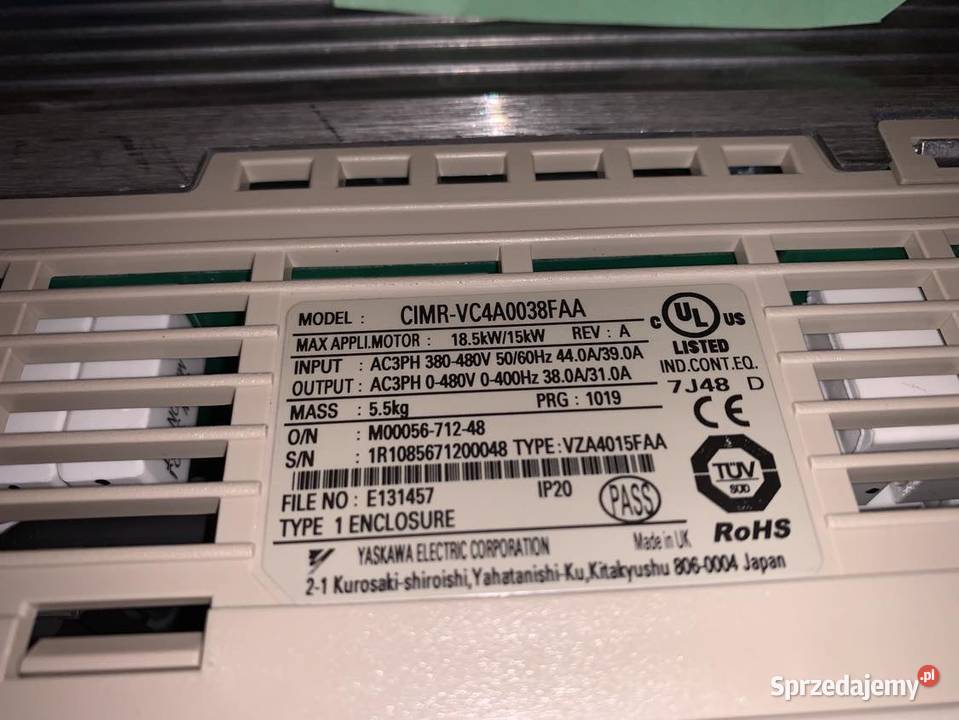 MODEL : CIMR-VC4A0038FAA
MAX APPLI.MOTOR : 18.5kW/15kW REV : A
INPUT : AC3PH 380-480V 50/60Hz 44.0A/39.0A
OUTPUT : AC3PH 0-480V 0-400Hz 38.0A/31.0A
MASS : 5.5kg PRG : 1019
O/N : M00056-712-48
S/N : 1R1085671200048 TYPE : VZA4015FAA
FILE NO : E131457 IP20 PASS
TYPE 1 ENCLOSURE
YASKAWA ELECTRIC CORPORATION Made in UK
2-1 Kurosaki-shiroishi,Yahatanishi-Ku,Kitakyushu 806-0004 Japan
C UL US
LISTED
IND.CONT.EQ.
7J48 D
CE
TÜV
SÜD
RoHS
Sprzedajemy.pl